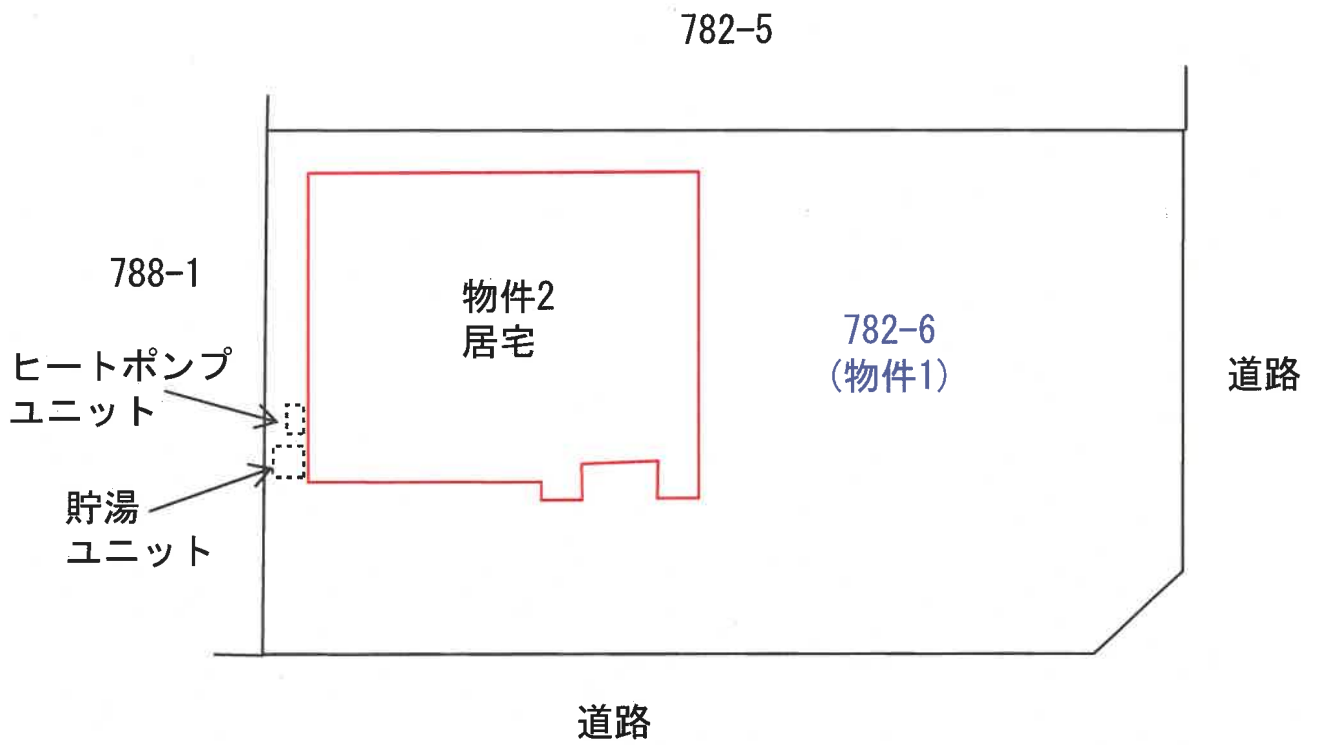 782-5
788-1
物件2
居宅
782-6
(物件1)
道路
ヒートポンプ
ユニット
貯湯
ユニット
道路